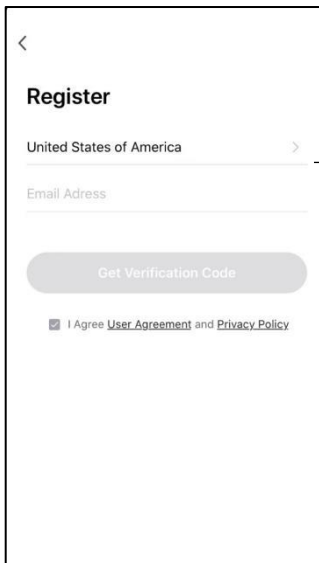 Register
United States of America
Email Adress
Get Verification Code
I Agree User Agreement and Privacy Policy